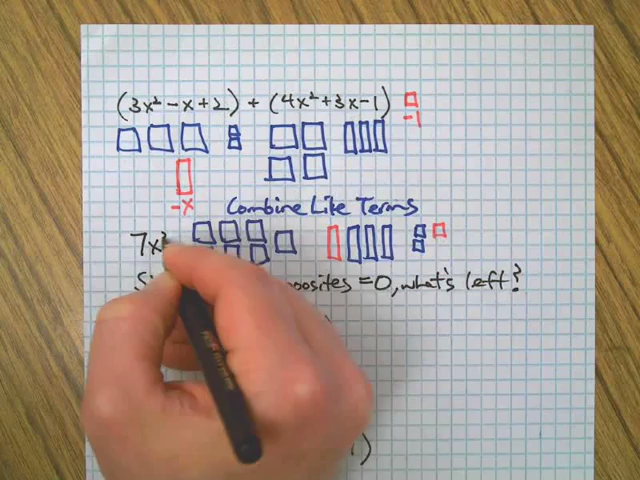 (3x² - x + 2) + (4x² + 3x - 1)
-1
-x
Combine Like Terms
7x²
opposites = 0, what's left?
)